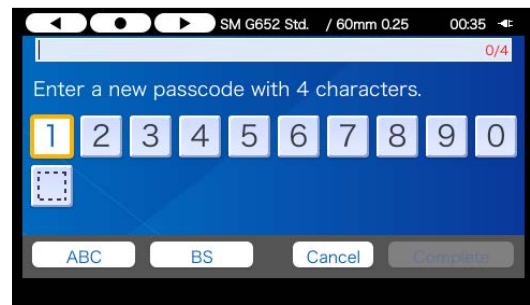 SM G652 Std. / 60mm 0.25 00:35
0/4
Enter a new passcode with 4 characters.
1 2 3 4 5 6 7 8 9 0
ABC BS Cancel Complete